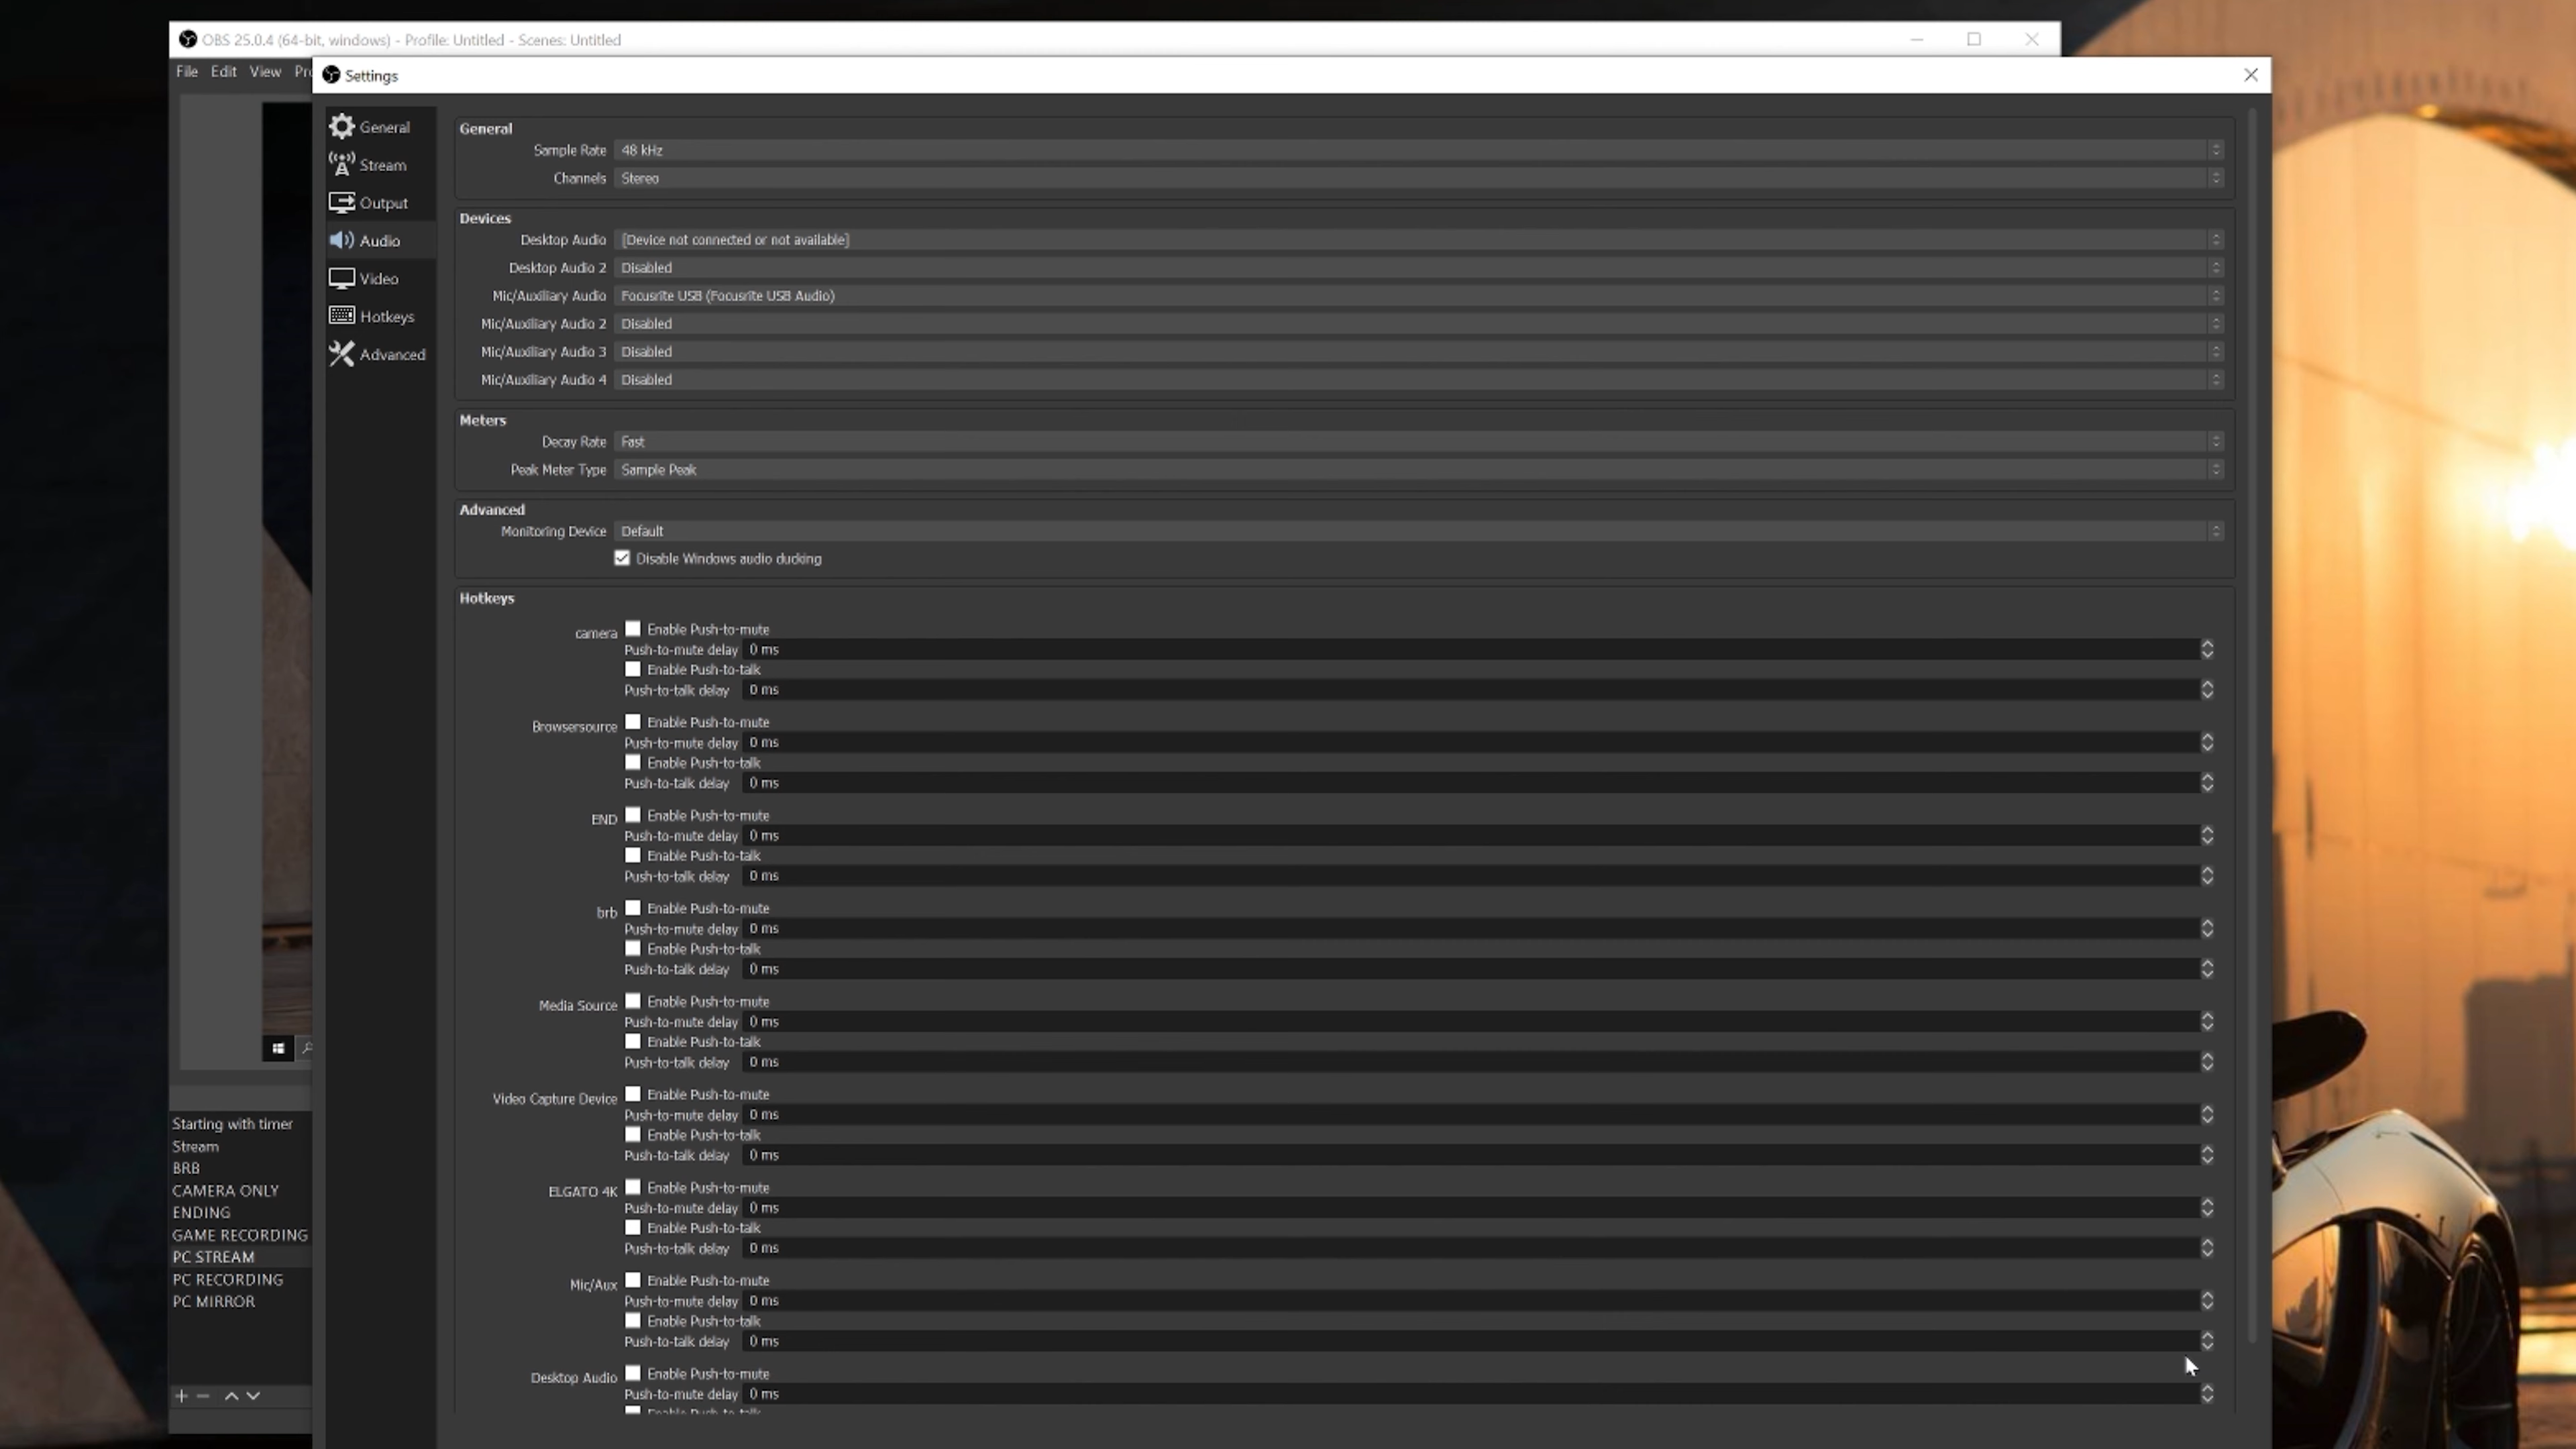 OBS 25.0.4 (64-bit, windows) - Profile: Untitled - Scenes: Untitled
File Edit View
Settings
General
Stream
Output
Audio
Video
Hotkeys
Advanced
General
Sample Rate 48 kHz
Channels Stereo
Devices
Desktop Audio [Device not connected or not available]
Desktop Audio 2 Disabled
Mic/Auxiliary Audio Focusrite USB (Focusrite USB Audio)
Mic/Auxiliary Audio 2 Disabled
Mic/Auxiliary Audio 3 Disabled
Mic/Auxiliary Audio 4 Disabled
Meters
Decay Rate Fast
Peak Meter Type Sample Peak
Advanced
Monitoring Device Default
Disable Windows audio ducking
Hotkeys
camera Enable Push-to-mute
Push-to-mute delay 0 ms
Enable Push-to-talk
Push-to-talk delay 0 ms
Browsersource Enable Push-to-mute
Push-to-mute delay 0 ms
Enable Push-to-talk
Push-to-talk delay 0 ms
END Enable Push-to-mute
Push-to-mute delay 0 ms
Enable Push-to-talk
Push-to-talk delay 0 ms
brb Enable Push-to-mute
Push-to-mute delay 0 ms
Enable Push-to-talk
Push-to-talk delay 0 ms
Media Source Enable Push-to-mute
Push-to-mute delay 0 ms
Enable Push-to-talk
Push-to-talk delay 0 ms
Video Capture Device Enable Push-to-mute
Push-to-mute delay 0 ms
Enable Push-to-talk
Push-to-talk delay 0 ms
ELGATO 4K Enable Push-to-mute
Push-to-mute delay 0 ms
Enable Push-to-talk
Push-to-talk delay 0 ms
Mic/Aux Enable Push-to-mute
Push-to-mute delay 0 ms
Enable Push-to-talk
Push-to-talk delay 0 ms
Desktop Audio Enable Push-to-mute
Push-to-mute delay 0 ms
Starting with timer
Stream
BRB
CAMERA ONLY
ENDING
GAME RECORDING
PC STREAM
PC RECORDING
PC MIRROR